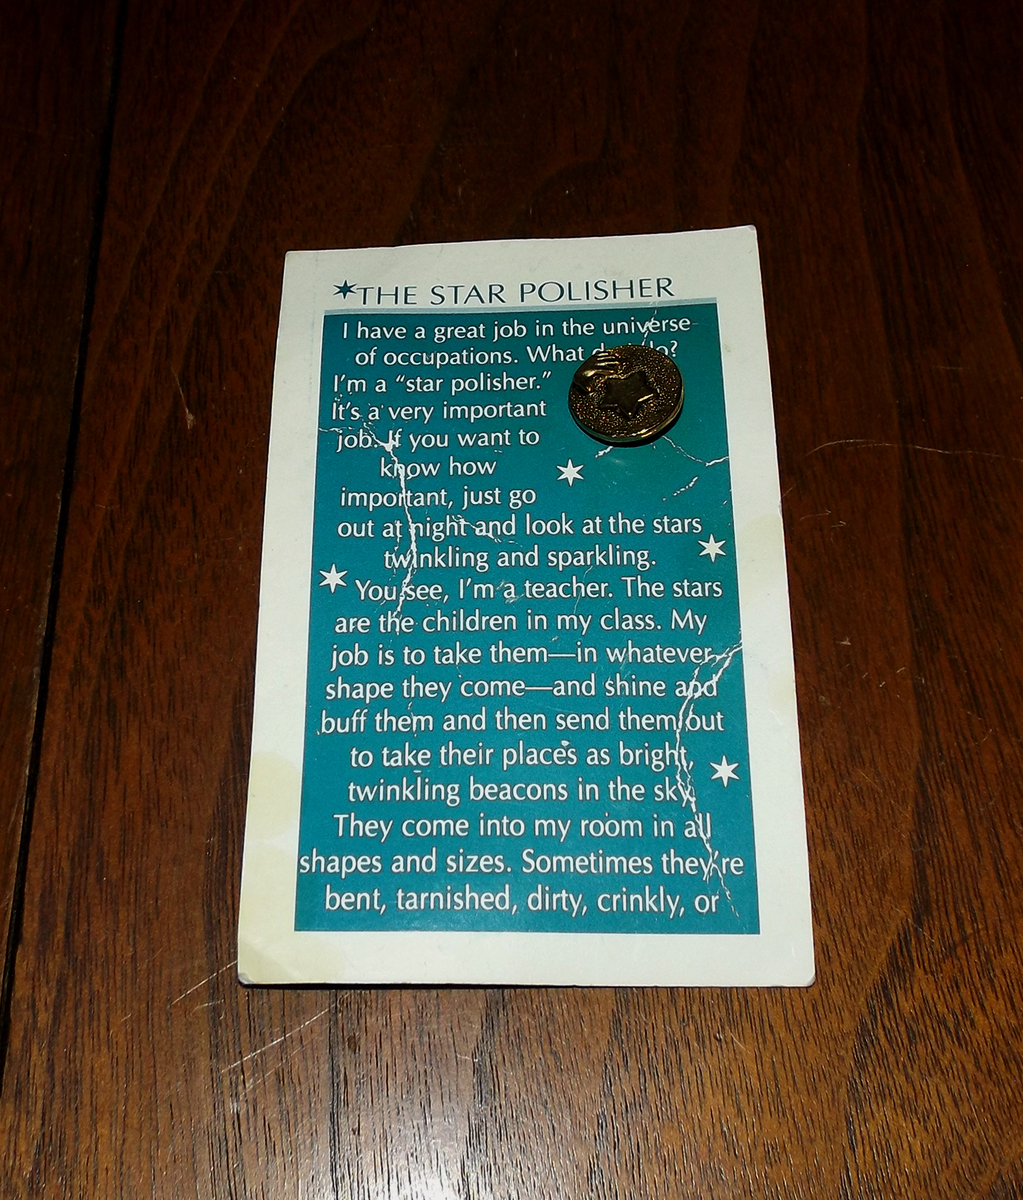 THE STAR POLISHER
I have a great job in the universe
of occupations. What do?
I'm a "star polisher."
It's a very important
job. If you want to
know how
important, just go
out at night and look at the stars
twinkling and sparkling.
You see, I'm a teacher. The stars
are the children in my class. My
job is to take them—in whatever
shape they come—and shine and
buff them and then send them out
to take their places as bright,
twinkling beacons in the sky.
They come into my room in all
shapes and sizes. Sometimes they're
bent, tarnished, dirty, crinkly, or